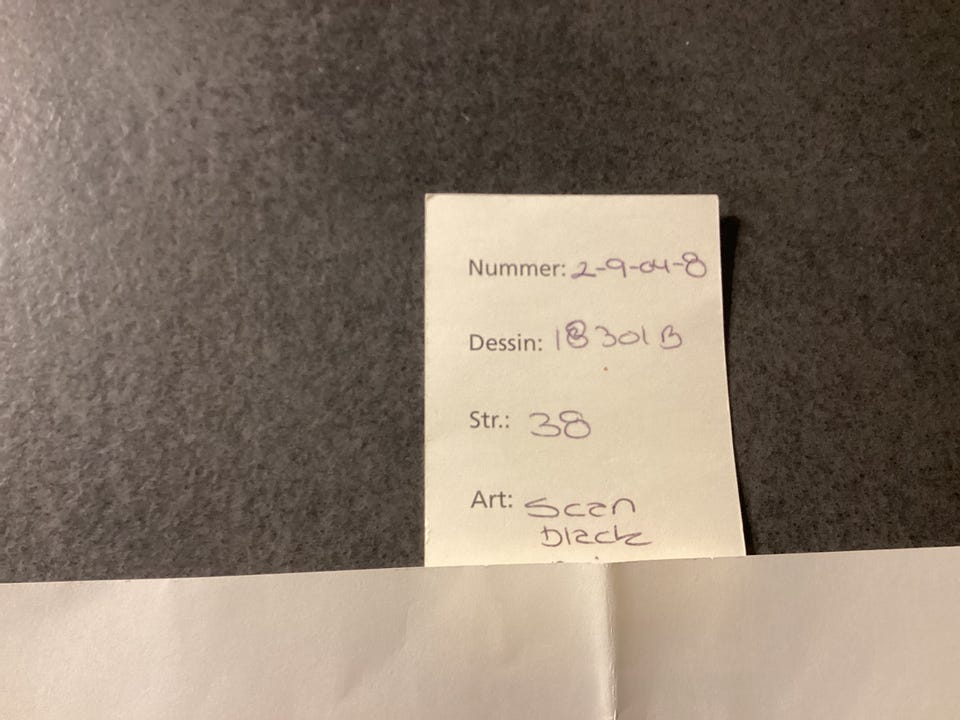 Nummer: 2-9-04-8
Dessin: 18301B
Str.: 38
Art: Scan
black